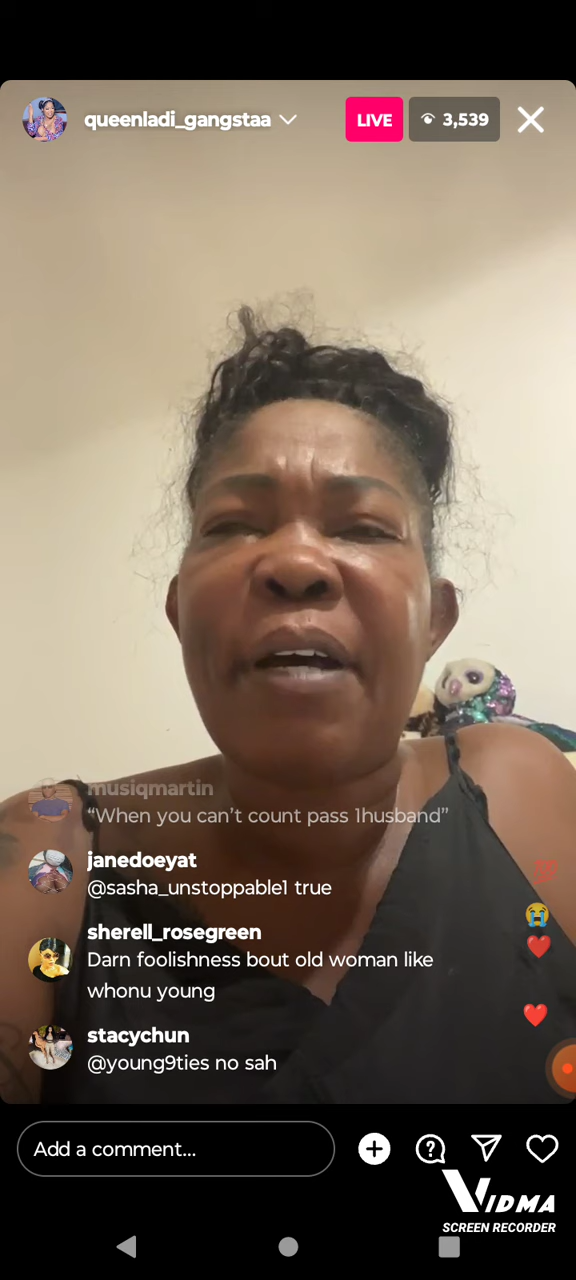 queenladi_gangstaa
LIVE
3,539
musiqmartin
“When you can’t count pass 1husband”
janedoeyat
@sasha_unstoppable1 true
sherell_rosegreen
Darn foolishness bout old woman like
whonu young
stacychun
@young9ties no sah
Add a comment...
VIDMA
SCREEN RECORDER